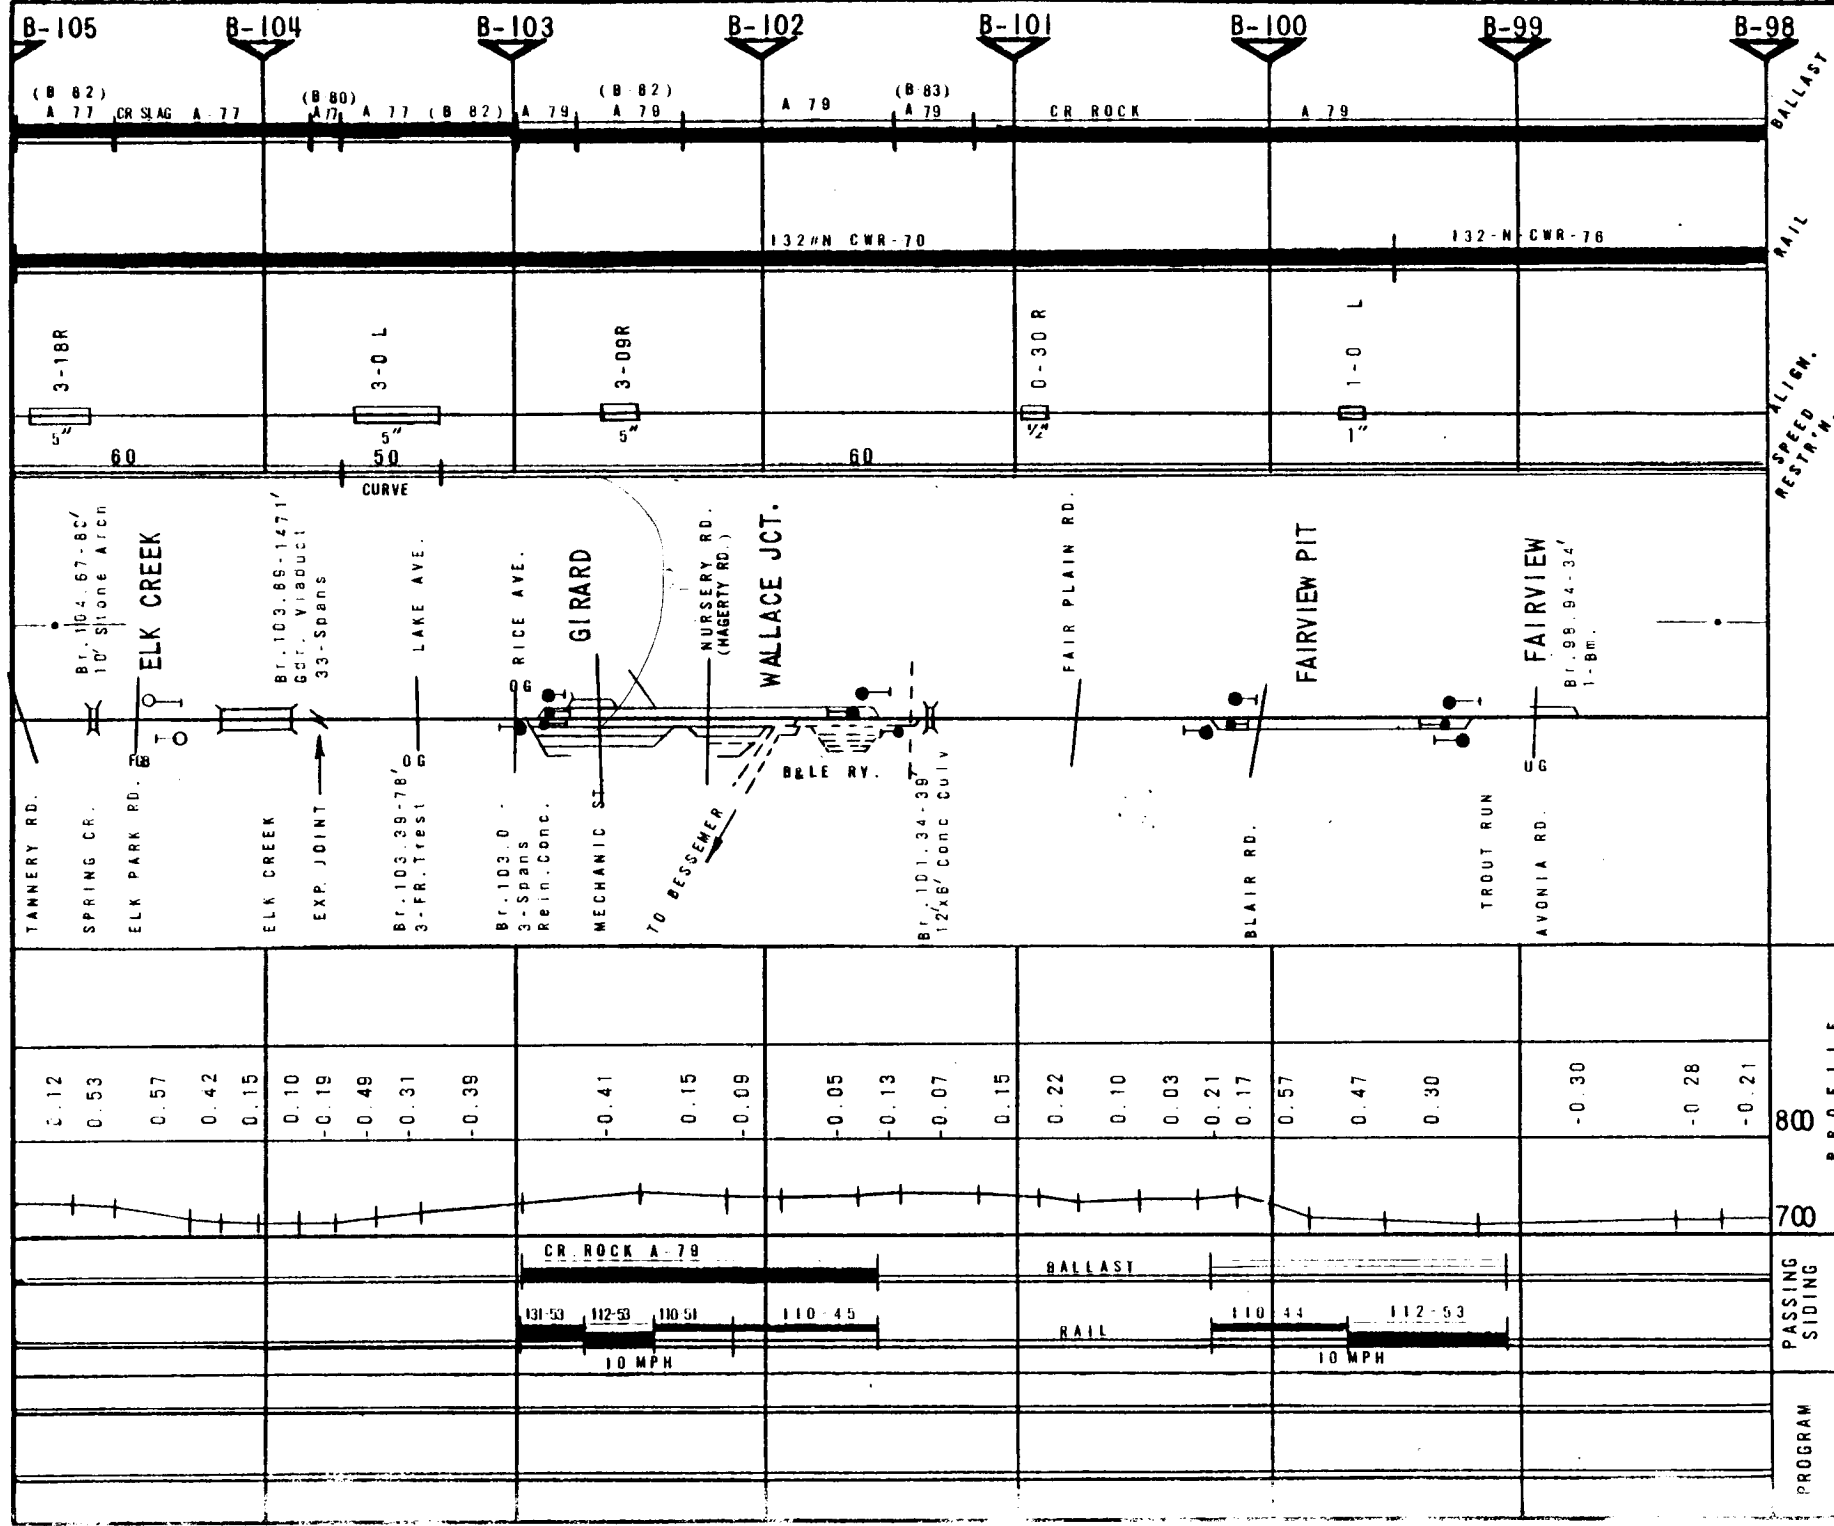 B-105 B-104 B-103 B-102 B-101 B-100 B-99 B-98
(B 82) (B 80) (B 82) (B 83)
A 77 CR SLAG A 77 A 77 A 77 (B 82) A 79 A 79 A 79 A 79 CR. ROCK A 79
BALLAST
132#N CWR-70 132-N-CWR-76
RAIL
3-18R 3-0 L 3-09R 0-30 R 1-0 L
5" 5" 5" 1/2" 1"
ALIGN.
60 50 60
SPEED
RESTR'N.
CURVE
Br. 104.67-80'
10' Stone Arch
ELK CREEK
Br. 103.89-1471'
Gdr. Viaduct
33-Spans
LAKE AVE.
RICE AVE.
GIRARD
NURSERY RD.
(HAGERTY RD.)
WALLACE JCT.
FAIR PLAIN RD.
FAIRVIEW PIT
FAIRVIEW
Br. 98.94-34'
1-Bm.
OG
OG
UG
B&LE RY.
TANNERY RD.
SPRING CR.
ELK PARK RD.
ELK CREEK
EXP. JOINT
Br. 103.39-78'
3-FR. Trest
Br. 103.0
3-Spans
Rein. Conc.
MECHANIC ST.
TO BESSEMER
Br. 101.34-39'
12'x6' Conc Culv
BLAIR RD.
TROUT RUN
AVONIA RD.
0.12 0.53 0.57 0.42 0.15 0.10 -0.19 -0.49 -0.31 -0.39 -0.41 0.15 -0.09 -0.05 -0.13 -0.07 0.15 0.22 0.10 0.03 -0.21 0.17 0.57 0.47 0.30 -0.30 -0.28 -0.21
800
PROFILE
700
CR. ROCK A-79 BALLAST
131-53 112-53 110-51 110-45 RAIL 110-44 112-53
10 MPH 10 MPH
PASSING
SIDING
PROGRAM